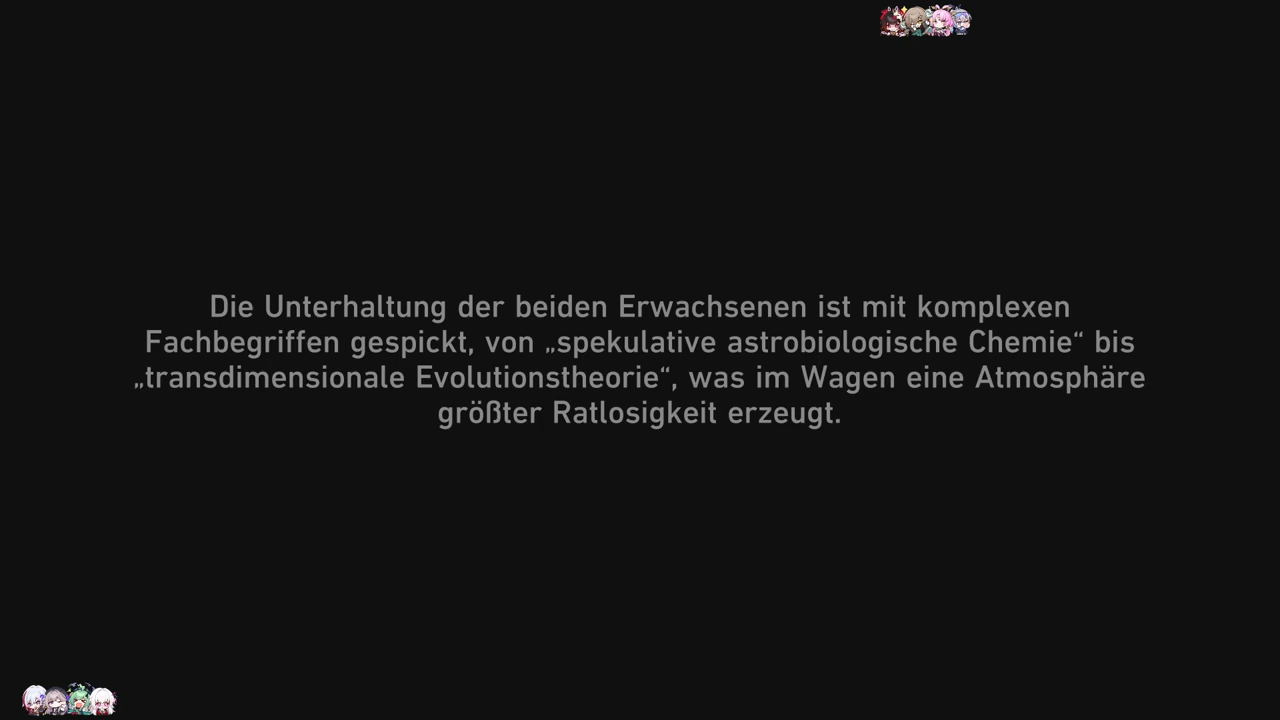 Die Unterhaltung der beiden Erwachsenen ist mit komplexen
Fachbegriffen gespickt, von „spekulative astrobiologische Chemie“ bis
„transdimensionale Evolutionstheorie“, was im Wagen eine Atmosphäre
größter Ratlosigkeit erzeugt.